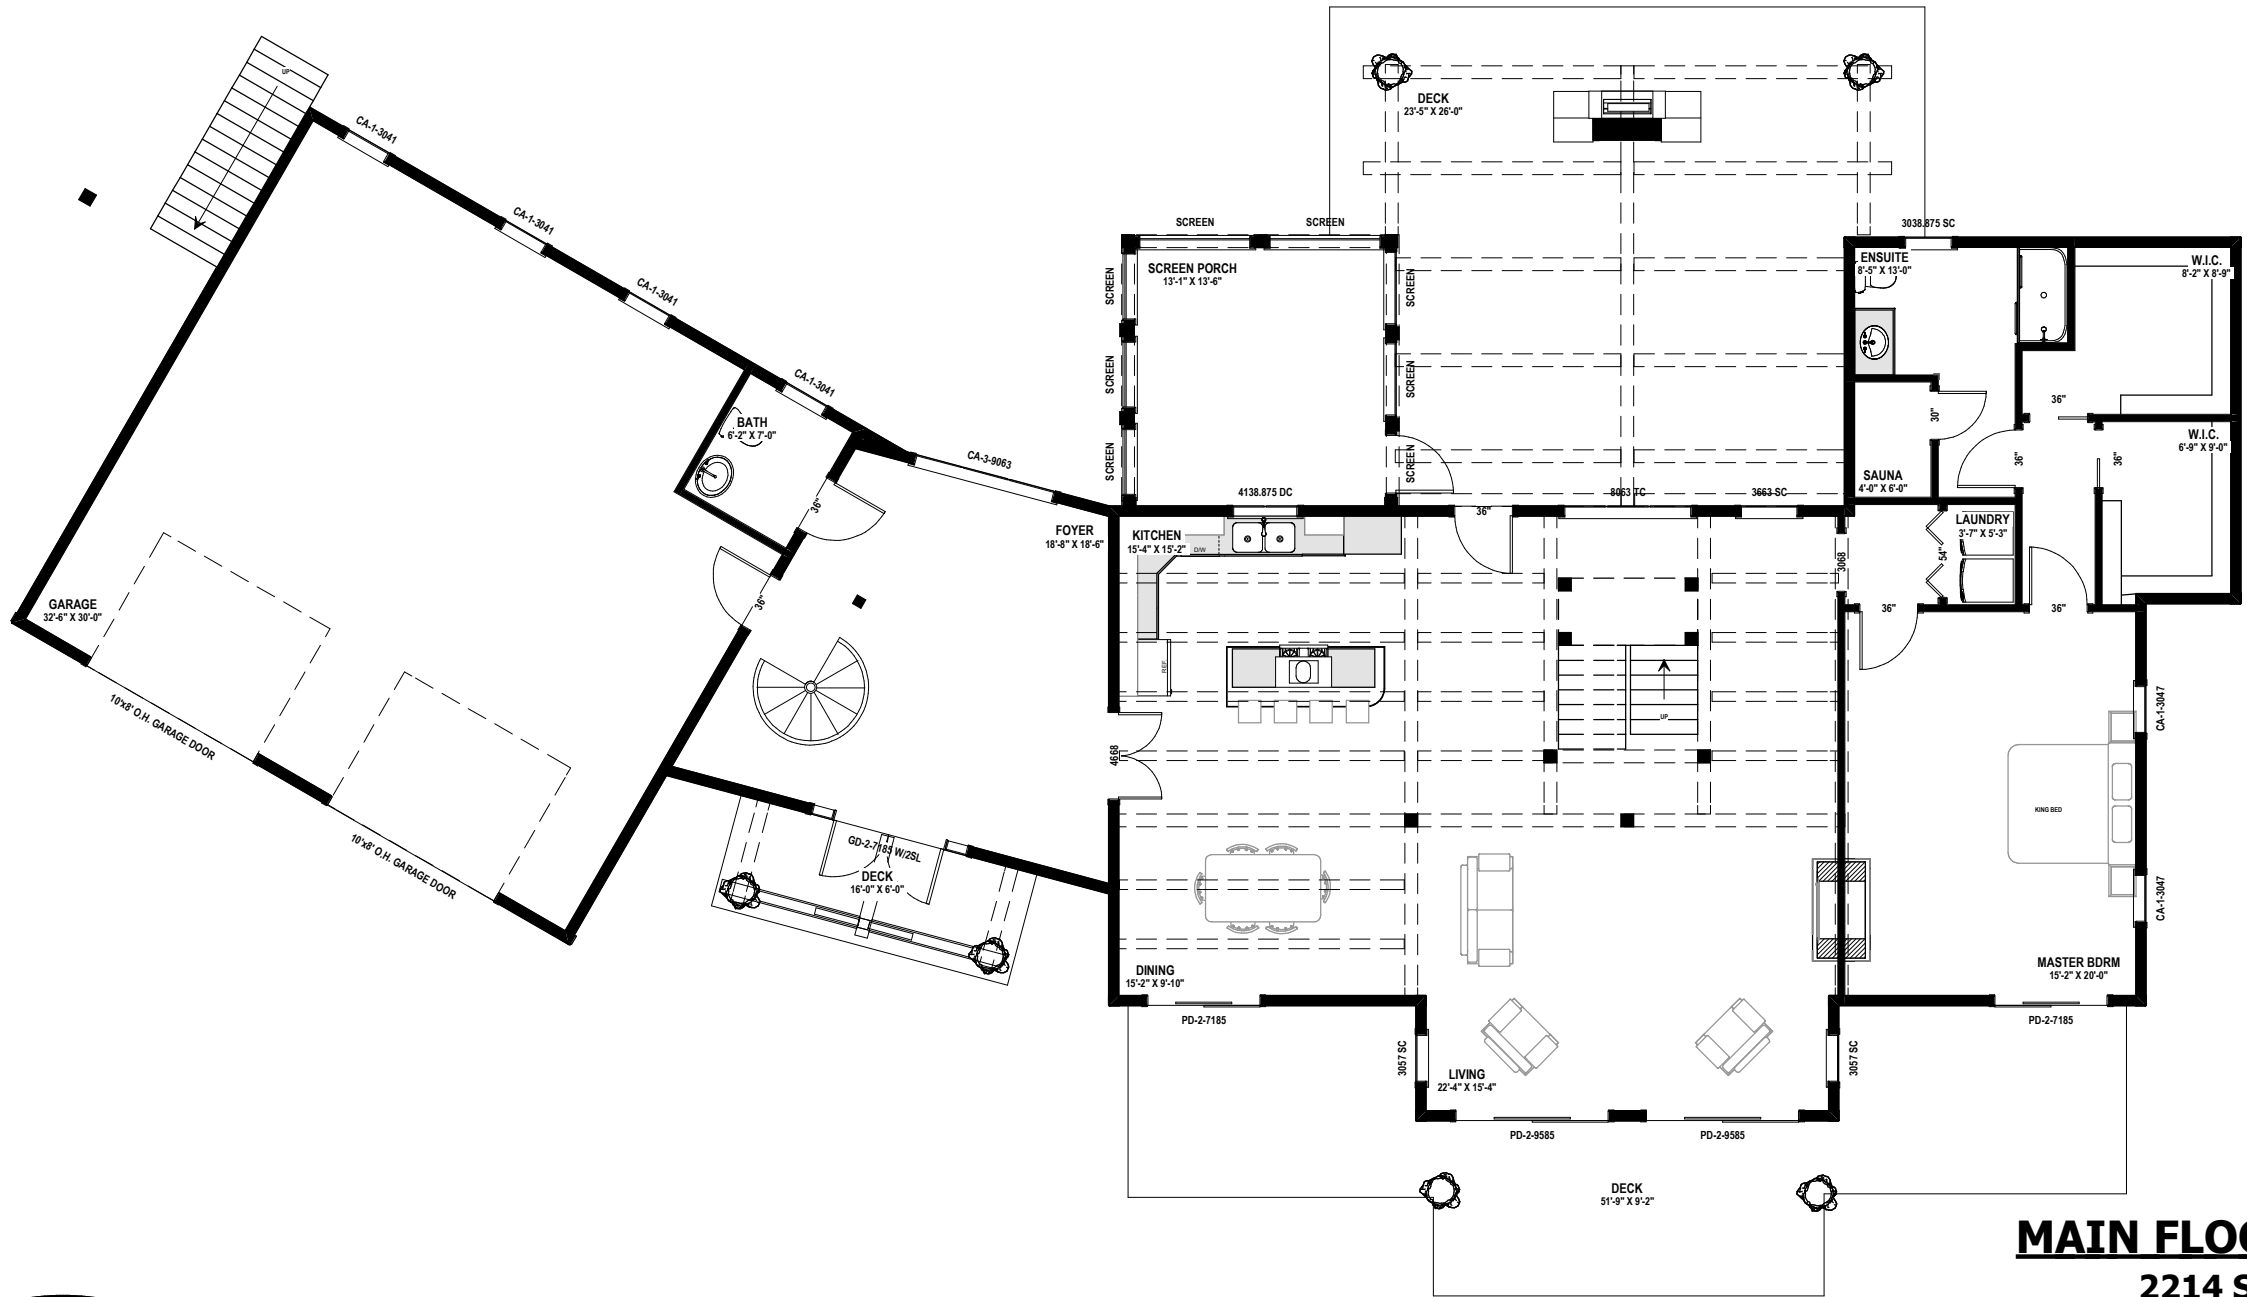 UP
DECK
23'-5" X 26'-0"
CA-1-3041
CA-1-3041
CA-1-3041
CA-1-3041
SCREEN
SCREEN
3038.875 SC
SCREEN PORCH
13'-1" X 13'-6"
SCREEN
SCREEN
SCREEN
SCREEN
SCREEN
SCREEN
ENSUITE
8'-5" X 13'-0"
W.I.C.
8'-2" X 8'-9"
BATH
6'-2" X 7'-0"
CA-3-9063
36"
30"
36"
36"
36"
W.I.C.
6'-9" X 9'-0"
SAUNA
4'-0" X 6'-0"
4138.875 DC
36"
8063 TC
3663 SC
FOYER
18'-8" X 18'-6"
KITCHEN
15'-4" X 15'-2"
D/W
LAUNDRY
3'-7" X 5'-3"
54"
3068
36"
36"
36"
GARAGE
32'-6" X 30'-0"
REF.
UP
10'x8' O.H. GARAGE DOOR
10'x8' O.H. GARAGE DOOR
4668
CA-1-3047
KING BED
CA-1-3047
GD-2-7185 W/2SL
DECK
16'-0" X 6'-0"
DINING
15'-2" X 9'-10"
MASTER BDRM
15'-2" X 20'-0"
PD-2-7185
PD-2-7185
3057 SC
3057 SC
LIVING
22'-4" X 15'-4"
PD-2-9585
PD-2-9585
DECK
51'-9" X 9'-2"
MAIN FLOO
2214 S